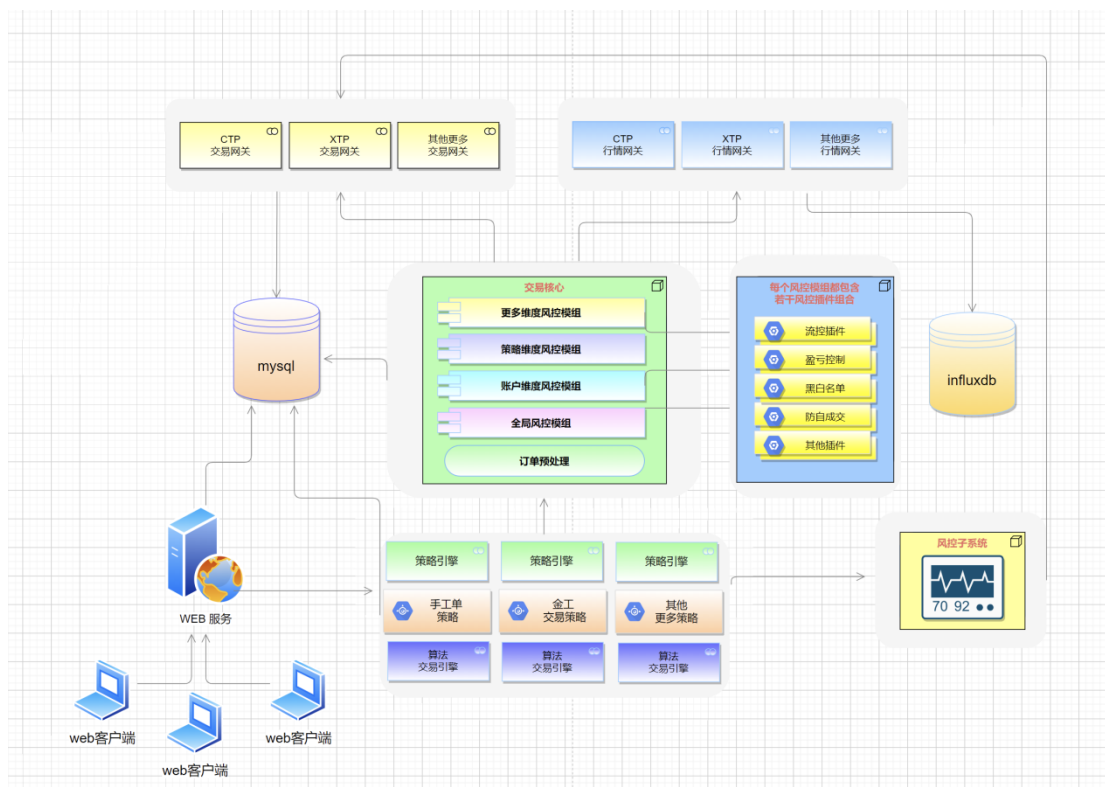 CTP
交易网关
XTP
交易网关
其他更多
交易网关
CTP
行情网关
XTP
行情网关
其他更多
行情网关
交易核心
更多维度风控模组
策略维度风控模组
账户维度风控模组
全局风控模组
订单预处理
每个风控模组都包含
若干风控插件组合
流控插件
盈亏控制
黑白名单
防自成交
其他插件
mysql
influxdb
WEB 服务
策略引擎
策略引擎
策略引擎
手工单
策略
金工
交易策略
其他
更多策略
算法
交易引擎
算法
交易引擎
算法
交易引擎
风控子系统
70 92
web客户端
web客户端
web客户端